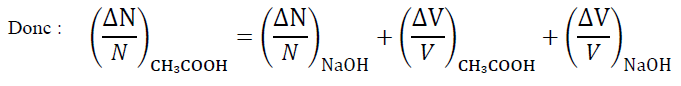 Donc : (ΔN/N)CH₃COOH = (ΔN/N)NaOH + (ΔV/V)CH₃COOH + (ΔV/V)NaOH